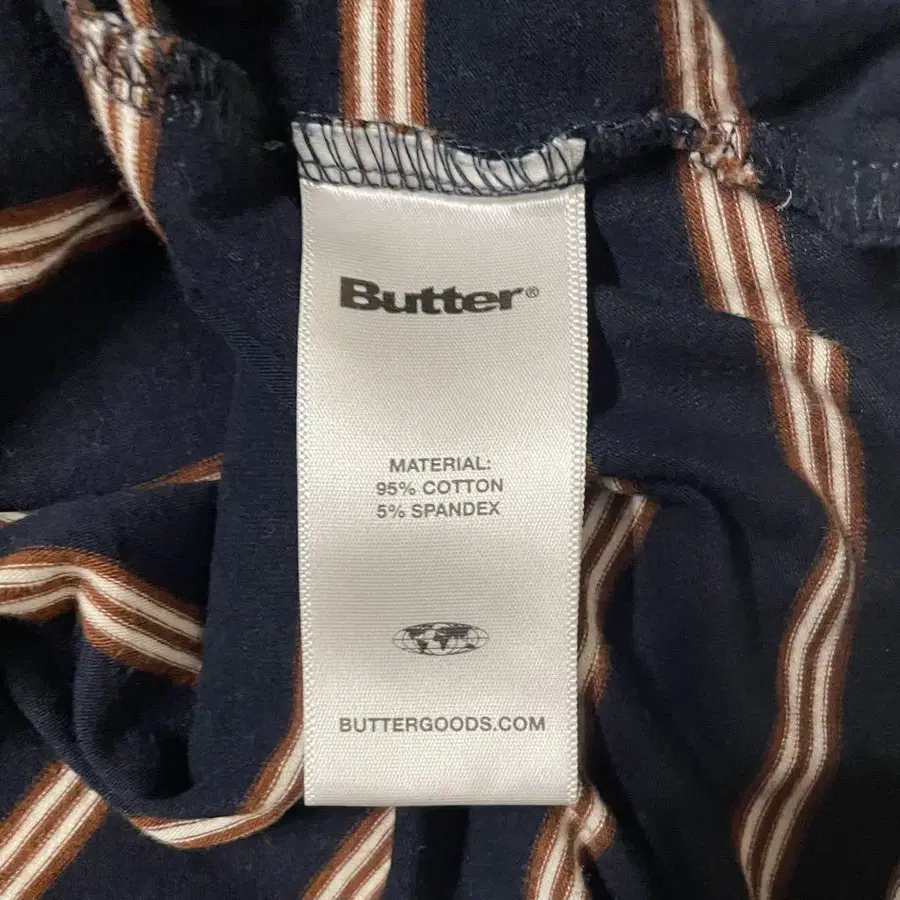 Butter®
MATERIAL:
95% COTTON
5% SPANDEX
BUTTERGOODS.COM